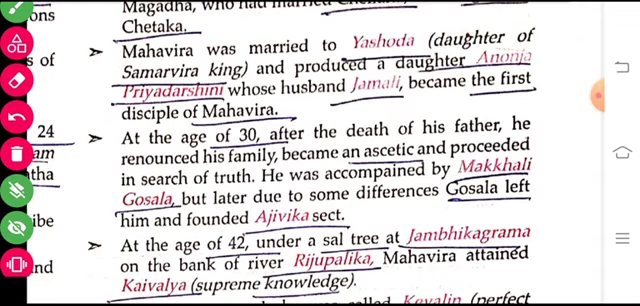 Magadha, who had married
ons
Chetaka.
➢ Mahavira was married to Yashoda (daughter of
s of
Samarvira king) and produced a daughter Anonja
Priyadarshini whose husband Jamali, became the first
disciple of Mahavira.
24
➢ At the age of 30, after the death of his father, he
am
renounced his family, became an ascetic and proceeded
tha
in search of truth. He was accompained by Makkhali
Gosala, but later due to some differences Gosala left
ibe
him and founded Ajivika sect.
➢ At the age of 42, under a sal tree at Jambhikagrama
nd
on the bank of river Rijupalika, Mahavira attained
Kaivalya (supreme knowledge).
called Kevalin (perfect